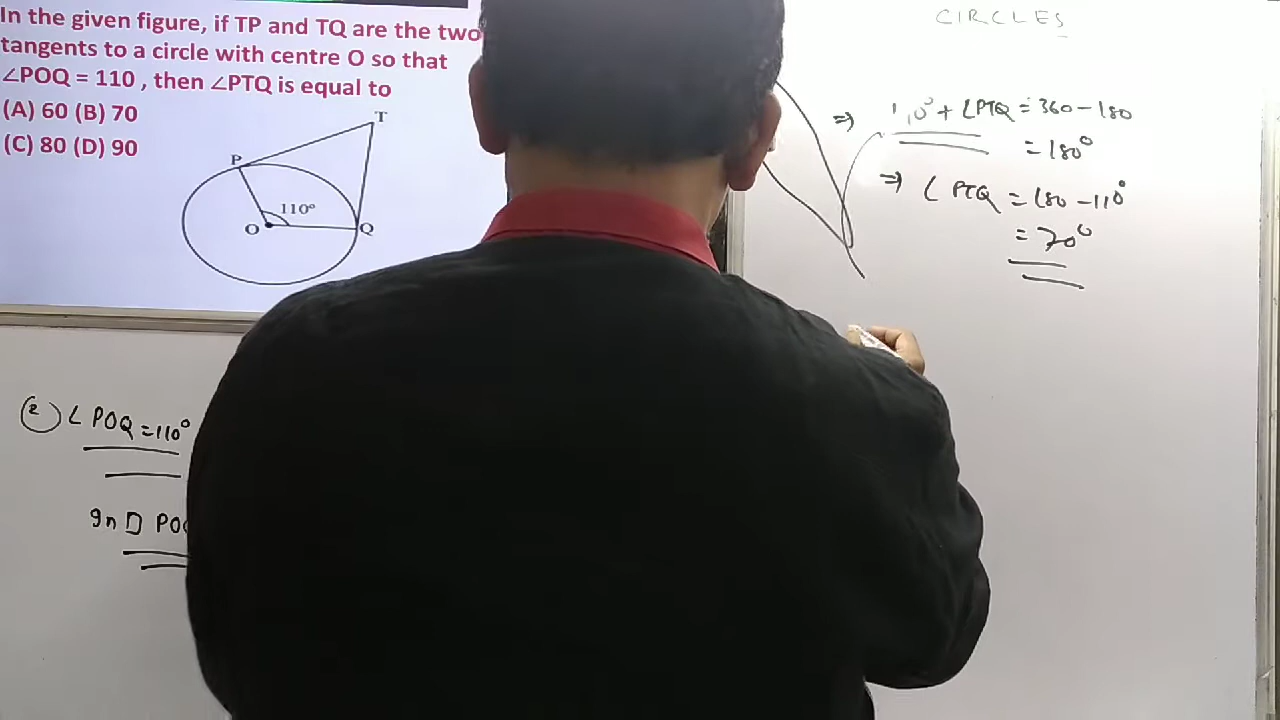 In the given figure, if TP and TQ are the two
tangents to a circle with centre O so that
∠POQ = 110 , then ∠PTQ is equal to
(A) 60 (B) 70
(C) 80 (D) 90
T
P
110°
O
Q
② ∠ POQ = 110°
In
CIRCLES
⇒ 110° + ∠PTQ = 360 - 180
= 180°
⇒ ∠ PTQ = 180 - 110°
= 70°